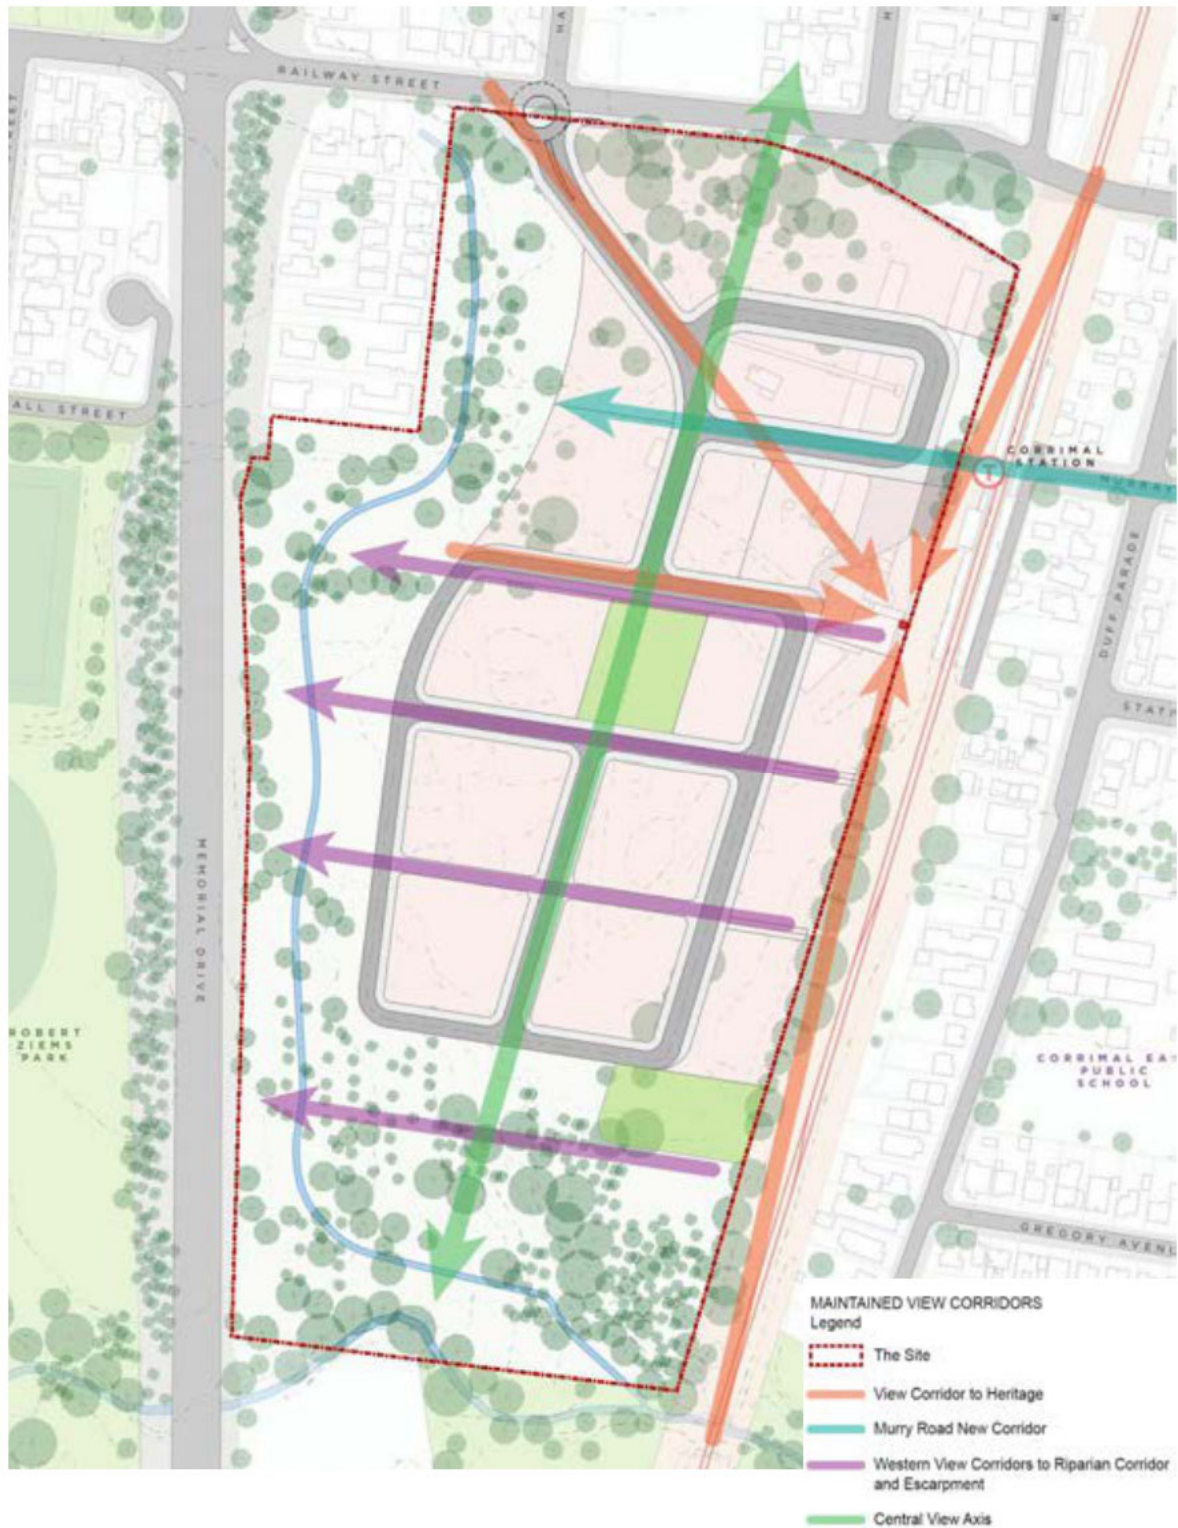 RAILWAY STREET
ALL STREET
CORRIMAL
STATION
T
MURRAY
DUFF PARADE
MEMORIAL DRIVE
ROBERT
ZIEMS
PARK
CORRIMAL EA
PUBLIC
SCHOOL
GREGORY AVENU
MAINTAINED VIEW CORRIDORS
Legend
The Site
View Corridor to Heritage
Murry Road New Corridor
Western View Corridors to Riparian Corridor
and Escarpment
Central View Axis